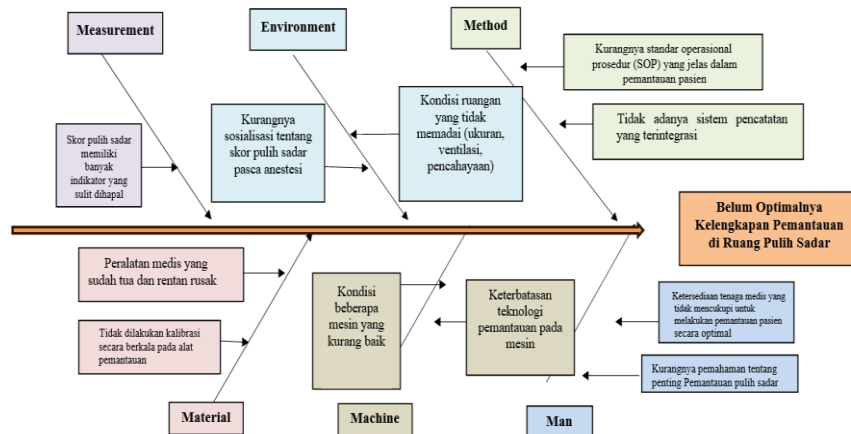 Measurement
Environment
Method
Kurangnya standar operasional
prosedur (SOP) yang jelas dalam
pemantauan pasien
Kurangnya
sosialisasi tentang
skor pulih sadar
pasca anestesi
Kondisi ruangan
yang tidak
memadai (ukuran,
ventilasi,
pencahayaan)
Tidak adanya sistem pencatatan
yang terintegrasi
Skor pulih sadar
memiliki
banyak
indikator yang
sulit dihapal
Belum Optimalnya
Kelengkapan Pemantauan
di Ruang Pulih Sadar
Peralatan medis yang
sudah tua dan rentan rusak
Kondisi
beberapa
mesin yang
kurang baik
Keterbatasan
teknologi
pemantauan pada
mesin
Ketersediaan tenaga medis yang
tidak mencukupi untuk
melakukan pemantauan pasien
secara optimal
Tidak dilakukan kalibrasi
secara berkala pada alat
pemantauan
Kurangnya pemahaman tentang
penting Pemantauan pulih sadar
Material
Machine
Man